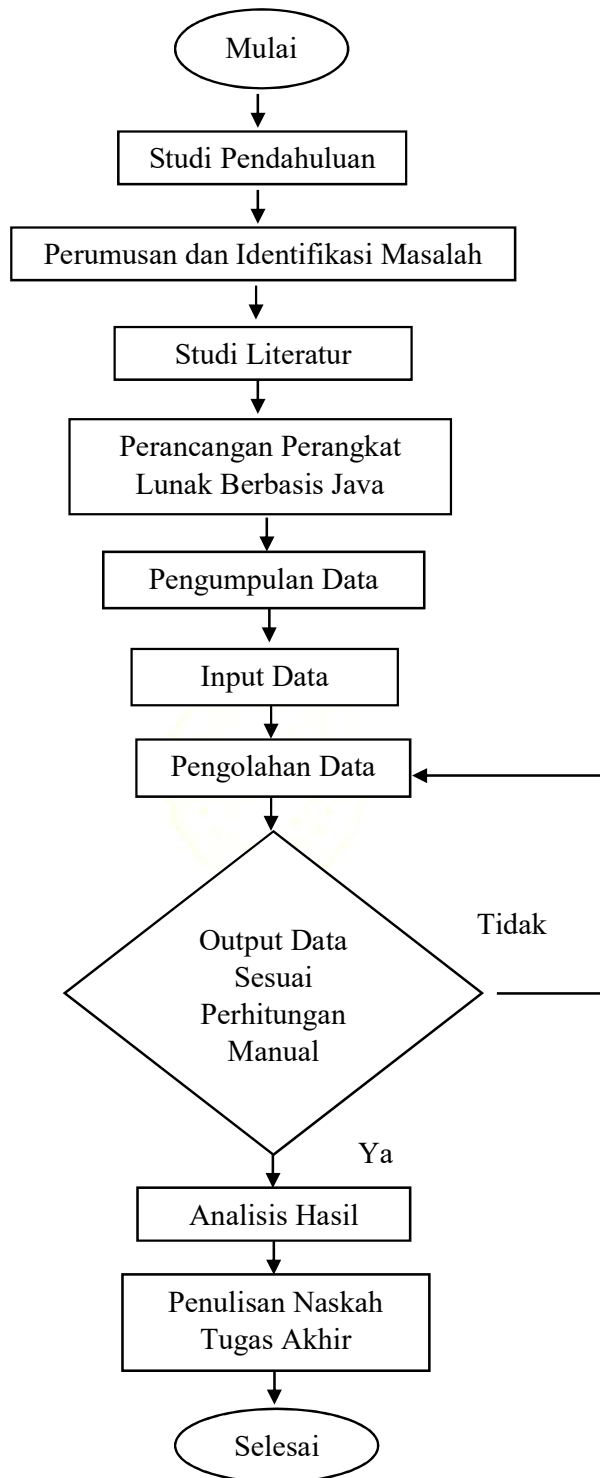 Mulai
Studi Pendahuluan
Perumusan dan Identifikasi Masalah
Studi Literatur
Perancangan Perangkat
Lunak Berbasis Java
Pengumpulan Data
Input Data
Pengolahan Data
Output Data
Sesuai
Perhitungan
Manual
Tidak
Ya
Analisis Hasil
Penulisan Naskah
Tugas Akhir
Selesai